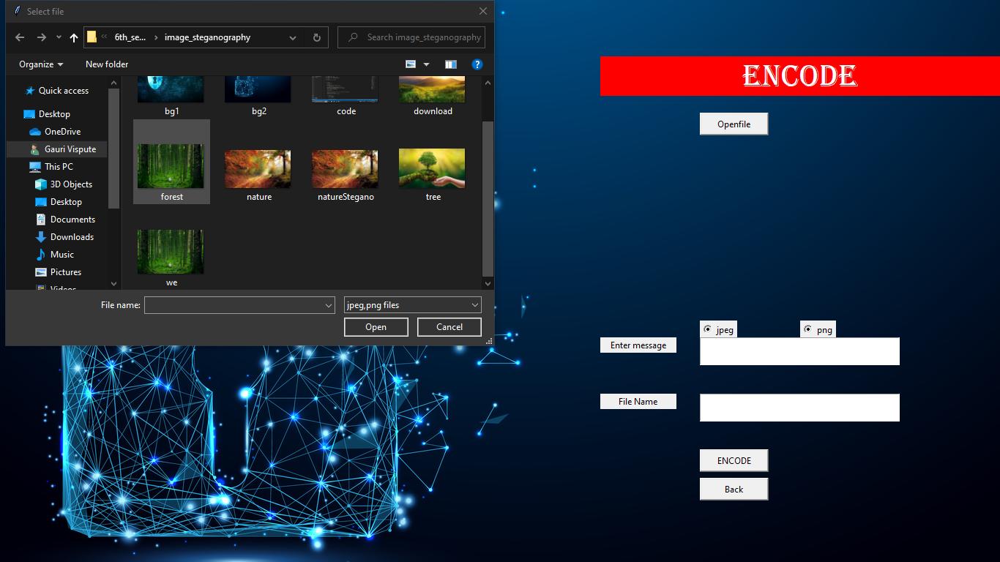 Select file
6th_se... › image_steganography
Search image_steganography
Organize
New folder
?
Quick access
Desktop
OneDrive
Gauri Vispute
This PC
3D Objects
Desktop
Documents
Downloads
Music
Pictures
Videos
bg1
bg2
code
download
forest
nature
natureStegano
tree
we
File name:
jpeg,png files
Open
Cancel
ENCODE
Openfile
jpeg
png
Enter message
File Name
ENCODE
Back